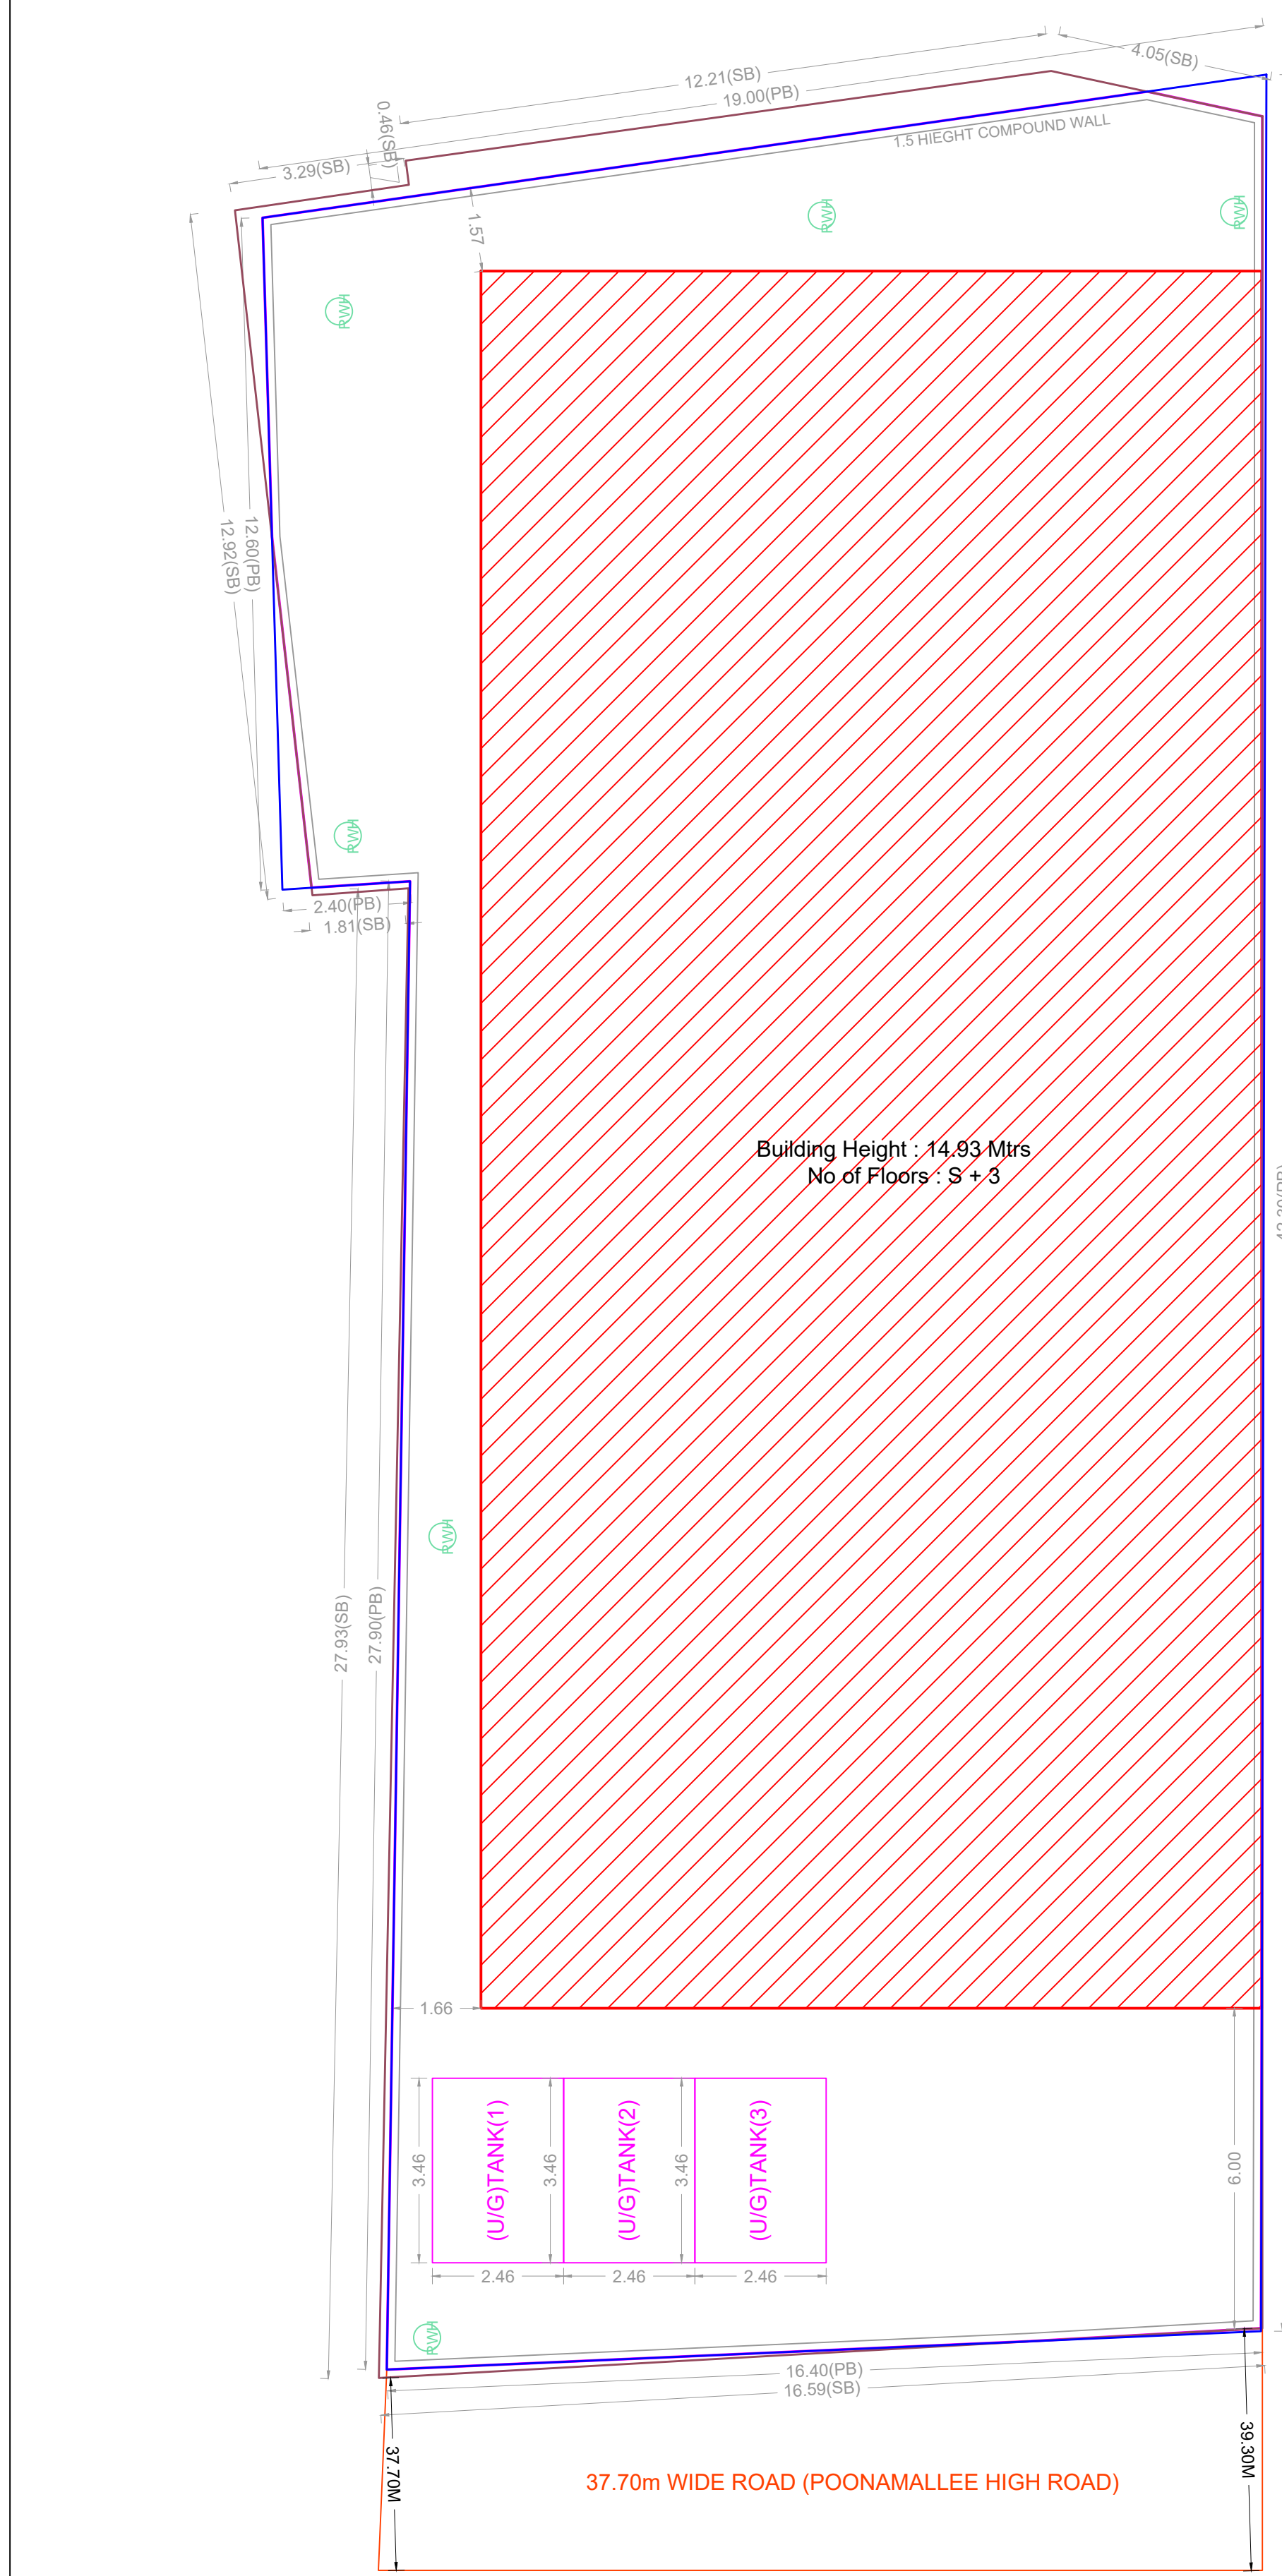 4.05(SB)
12.21(SB)
19.00(PB)
0.46(SB)
3.29(SB)
1.5 HIEGHT COMPOUND WALL
1.57
RWH
RWH
RWH
12.92(SB)
12.60(PB)
RWH
2.40(PB)
1.81(SB)
Building Height : 14.93 Mtrs
No of Floors : S + 3
RWH
27.93(SB)
27.90(PB)
1.66
(U/G)TANK(1)
(U/G)TANK(2)
(U/G)TANK(3)
3.46
3.46
3.46
6.00
2.46
2.46
2.46
RWH
16.40(PB)
16.59(SB)
37.70M
39.30M
37.70m WIDE ROAD (POONAMALLEE HIGH ROAD)